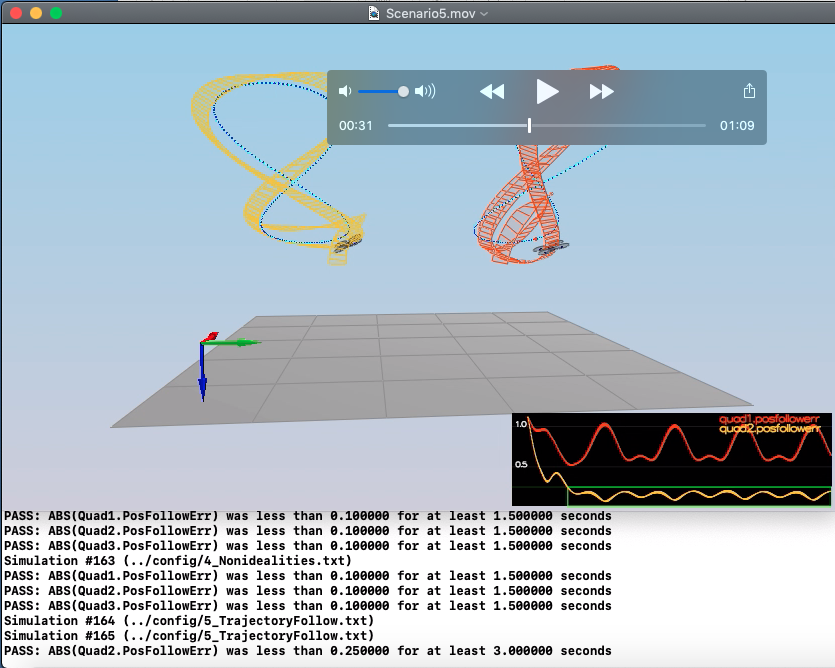 Scenario5.mov
00:31
01:09
quad1.posfollowerr
quad2.posfollowerr
1.0
0.5
PASS: ABS(Quad1.PosFollowErr) was less than 0.100000 for at least 1.500000 seconds
PASS: ABS(Quad2.PosFollowErr) was less than 0.100000 for at least 1.500000 seconds
PASS: ABS(Quad3.PosFollowErr) was less than 0.100000 for at least 1.500000 seconds
Simulation #163 (../config/4_Nonidealities.txt)
PASS: ABS(Quad1.PosFollowErr) was less than 0.100000 for at least 1.500000 seconds
PASS: ABS(Quad2.PosFollowErr) was less than 0.100000 for at least 1.500000 seconds
PASS: ABS(Quad3.PosFollowErr) was less than 0.100000 for at least 1.500000 seconds
Simulation #164 (../config/5_TrajectoryFollow.txt)
Simulation #165 (../config/5_TrajectoryFollow.txt)
PASS: ABS(Quad2.PosFollowErr) was less than 0.250000 for at least 3.000000 seconds